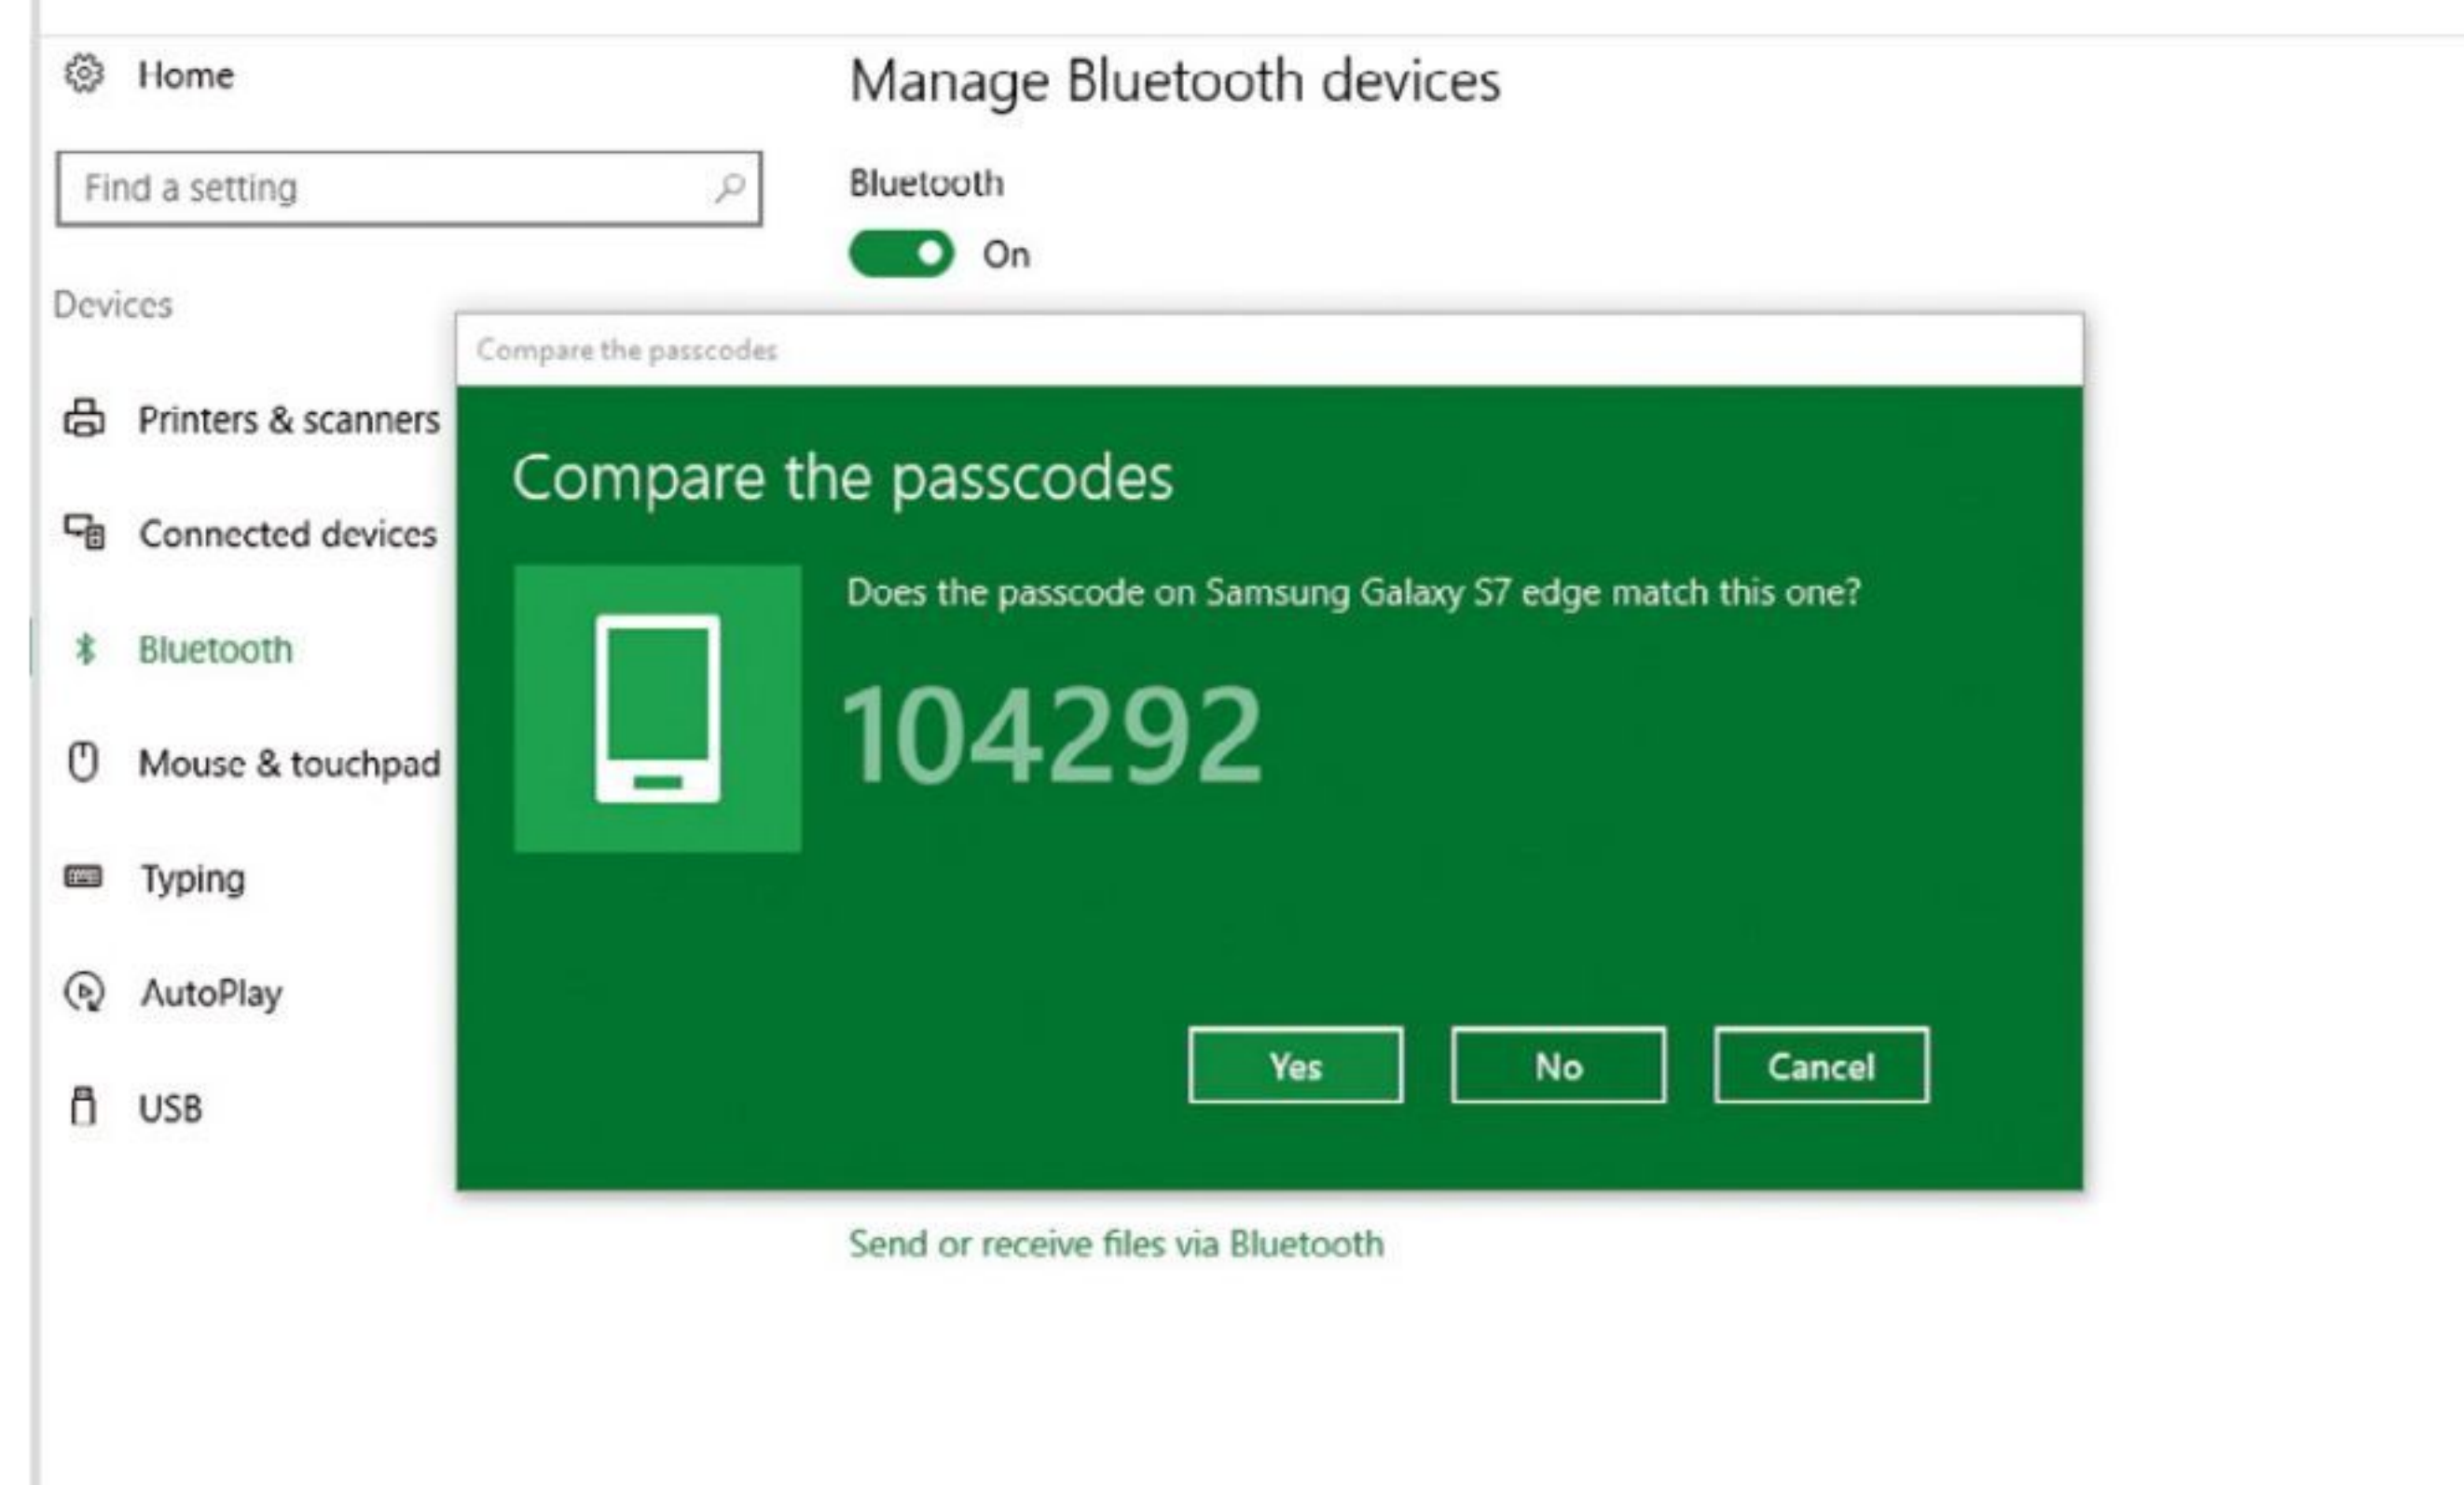 Home
Find a setting
Devices
Printers & scanners
Connected devices
Bluetooth
Mouse & touchpad
Typing
AutoPlay
USB
Manage Bluetooth devices
Bluetooth
On
Compare the passcodes
Compare the passcodes
Does the passcode on Samsung Galaxy S7 edge match this one?
104292
Yes
No
Cancel
Send or receive files via Bluetooth